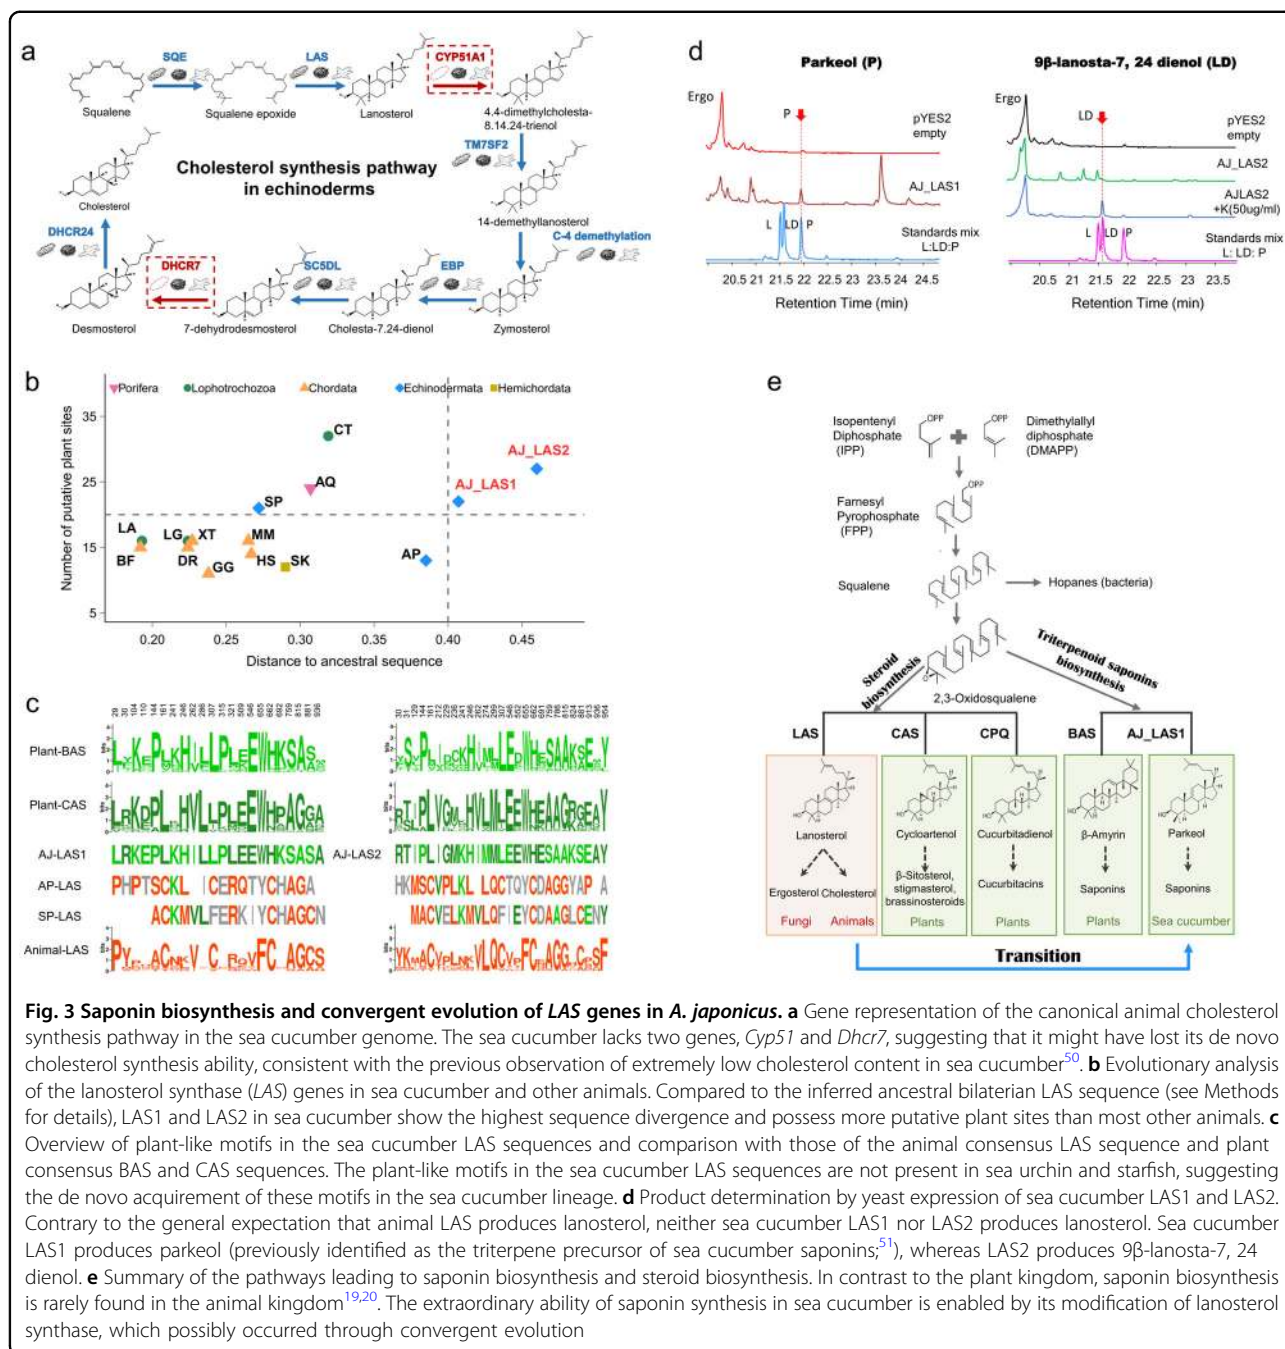 a
SQE
LAS
CYP51A1
Squalene
Squalene epoxide
Lanosterol
4,4-dimethylcholesta-
8.14.24-trienol
TM7SF2
Cholesterol synthesis pathway
in echinoderms
Cholesterol
14-demethyllanosterol
DHCR24
C-4 demethylation
DHCR7
SC5DL
EBP
Desmosterol
7-dehydrodesmosterol
Cholesta-7.24-dienol
Zymosterol
b
Porifera
Lophotrochozoa
Chordata
Echinodermata
Hemichordata
Number of putative plant sites
35
25
15
5
CT
AJ_LAS2
AQ
AJ_LAS1
SP
LA
LG
XT
MM
BF
DR
GG
HS
SK
AP
0.20
0.25
0.30
0.35
0.40
0.45
Distance to ancestral sequence
c
Plant-BAS
Plant-CAS
AJ-LAS1
LRKEPLKHILLPLEEWHKSASA
AJ-LAS2
RTIPLIGMKHIMMLEEWHESAAKSEAY
AP-LAS
PHPTSCKL ICERQTYCHAGA
HKMSCVPLKL LQCTQYCDAGGYAP A
SP-LAS
ACKMVLFERKIYCHAGCN
MACVELKMVLQFIEYCDAAGLCENY
Animal-LAS
d
Parkeol (P)
Ergo
P
pYES2
empty
AJ_LAS1
Standards mix
L:LD:P
L
LD
P
20.5 21 21.5 22 22.5 23 23.5 24 24.5
Retention Time (min)
9β-lanosta-7, 24 dienol (LD)
Ergo
LD
pYES2
empty
AJ_LAS2
AJLAS2
+K(50ug/ml)
L
LD
P
Standards mix
L: LD: P
20.5 21 21.5 22 22.5 23 23.5
Retention Time (min)
e
Isopentenyl
Diphosphate
(IPP)
OPP
OPP
Dimethylallyl
diphosphate
(DMAPP)
Farnesyl
Pyrophosphate
(FPP)
OPP
Squalene
Hopanes (bacteria)
Steroid
biosynthesis
Triterpenoid saponins
biosynthesis
2,3-Oxidosqualene
LAS
CAS
CPQ
BAS
AJ_LAS1
Lanosterol
Cycloartenol
Cucurbitadienol
β-Amyrin
Parkeol
Ergosterol Cholesterol
β-Sitosterol,
stigmasterol,
brassinosteroids
Cucurbitacins
Saponins
Saponins
Fungi
Animals
Plants
Plants
Plants
Sea cucumber
Transition
Fig. 3 Saponin biosynthesis and convergent evolution of LAS genes in A. japonicus. a Gene representation of the canonical animal cholesterol
synthesis pathway in the sea cucumber genome. The sea cucumber lacks two genes, Cyp51 and Dhcr7, suggesting that it might have lost its de novo
cholesterol synthesis ability, consistent with the previous observation of extremely low cholesterol content in sea cucumber50. b Evolutionary analysis
of the lanosterol synthase (LAS) genes in sea cucumber and other animals. Compared to the inferred ancestral bilaterian LAS sequence (see Methods
for details), LAS1 and LAS2 in sea cucumber show the highest sequence divergence and possess more putative plant sites than most other animals. c
Overview of plant-like motifs in the sea cucumber LAS sequences and comparison with those of the animal consensus LAS sequence and plant
consensus BAS and CAS sequences. The plant-like motifs in the sea cucumber LAS sequences are not present in sea urchin and starfish, suggesting
the de novo acquirement of these motifs in the sea cucumber lineage. d Product determination by yeast expression of sea cucumber LAS1 and LAS2.
Contrary to the general expectation that animal LAS produces lanosterol, neither sea cucumber LAS1 nor LAS2 produces lanosterol. Sea cucumber
LAS1 produces parkeol (previously identified as the triterpene precursor of sea cucumber saponins;51), whereas LAS2 produces 9β-lanosta-7, 24
dienol. e Summary of the pathways leading to saponin biosynthesis and steroid biosynthesis. In contrast to the plant kingdom, saponin biosynthesis
is rarely found in the animal kingdom19,20. The extraordinary ability of saponin synthesis in sea cucumber is enabled by its modification of lanosterol
synthase, which possibly occurred through convergent evolution